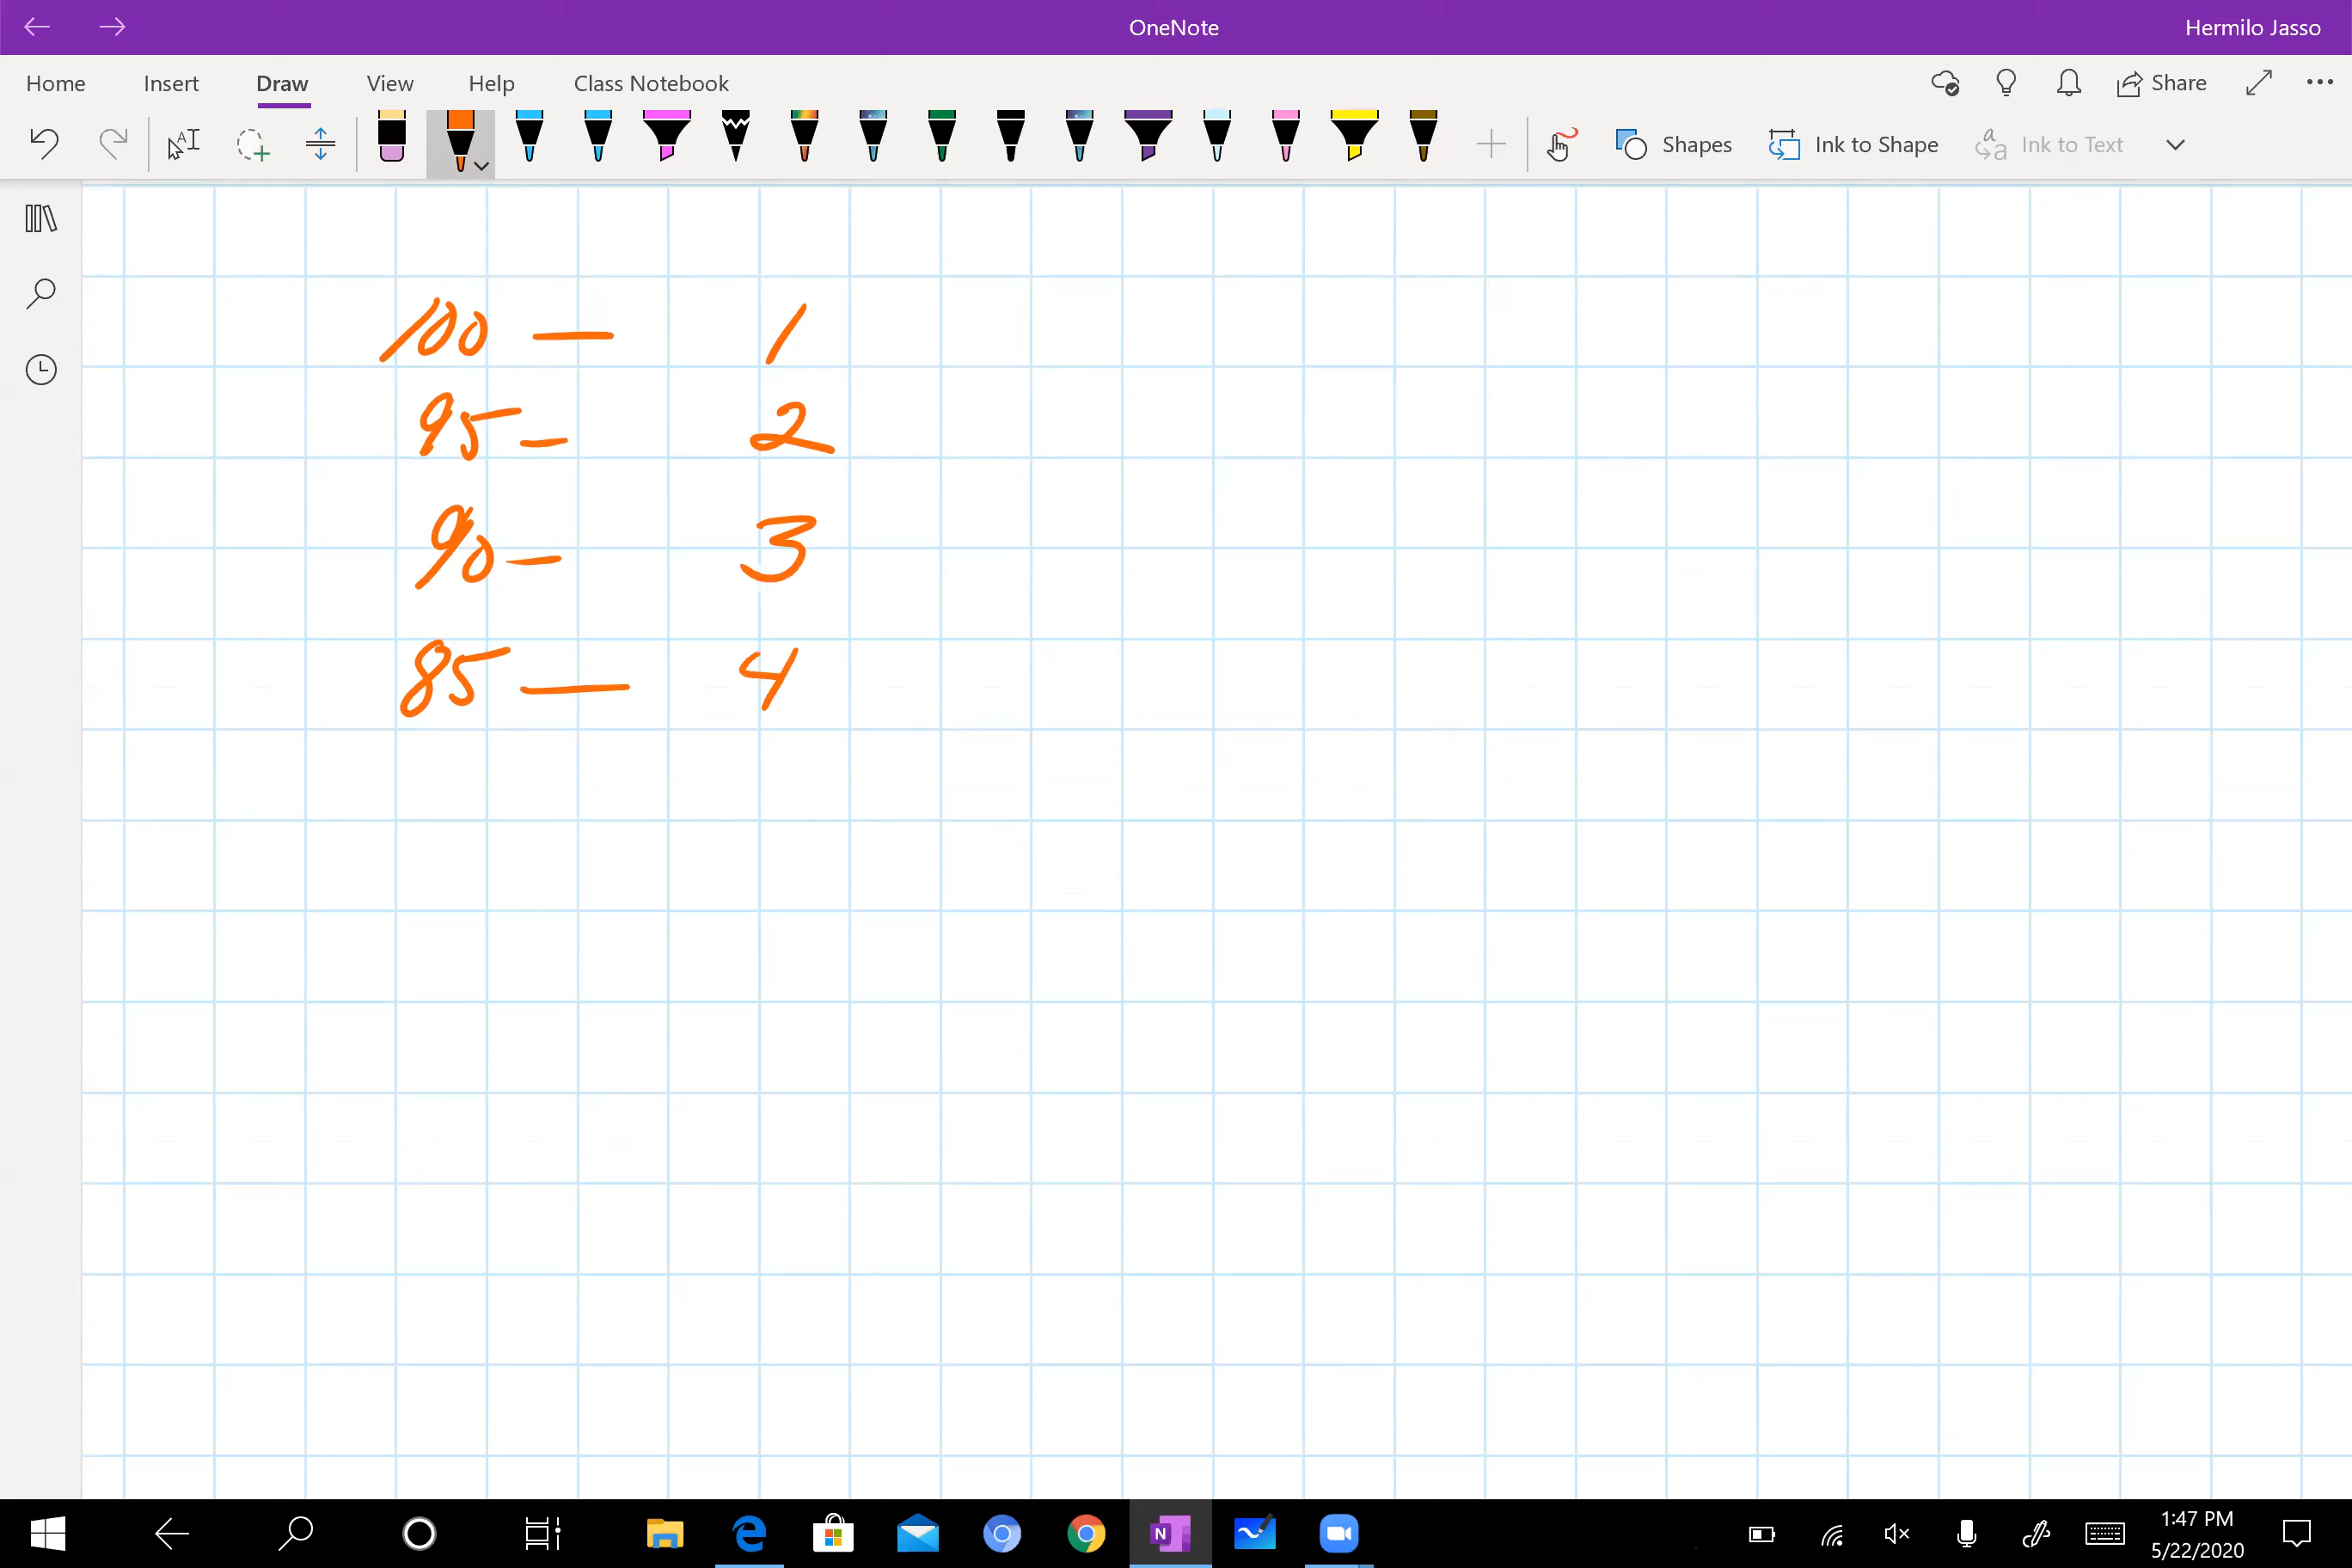 OneNote
Hermilo Jasso
Home Insert Draw View Help Class Notebook Share
Shapes Ink to Shape Ink to Text
100 — 1
95 — 2
90 — 3
85 — 4
1:47 PM
5/22/2020